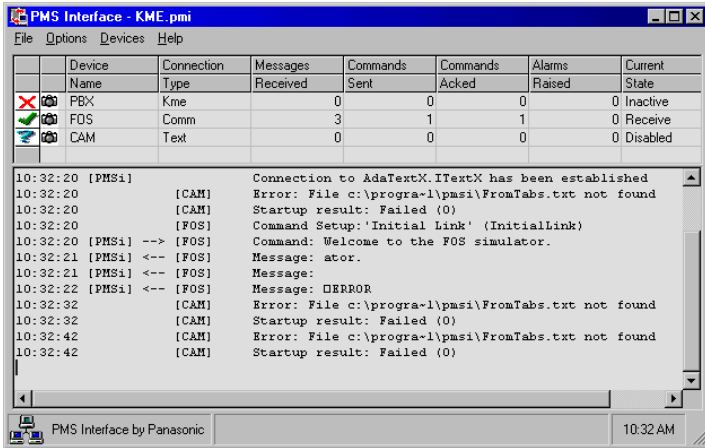 PMS Interface - KME.pmi
File Options Devices Help
Device Connection Messages Commands Commands Alarms Current
Name Type Received Sent Acked Raised State
PBX Kme 0 0 0 0 Inactive
FOS Comm 3 1 1 0 Receive
CAM Text 0 0 0 0 Disabled
10:32:20 [PMSi] Connection to AdaTextX.ITextX has been established
10:32:20 [CAM] Error: File c:\progra~1\pmsi\FromTabs.txt not found
10:32:20 [CAM] Startup result: Failed (0)
10:32:20 [FOS] Command Setup:'Initial Link' (InitialLink)
10:32:20 [PMSi] --> [FOS] Command: Welcome to the FOS simulator.
10:32:21 [PMSi] <-- [FOS] Message: ator.
10:32:21 [PMSi] <-- [FOS] Message:
10:32:22 [PMSi] <-- [FOS] Message: □ERROR
10:32:32 [CAM] Error: File c:\progra~1\pmsi\FromTabs.txt not found
10:32:32 [CAM] Startup result: Failed (0)
10:32:42 [CAM] Error: File c:\progra~1\pmsi\FromTabs.txt not found
10:32:42 [CAM] Startup result: Failed (0)
PMS Interface by Panasonic 10:32 AM